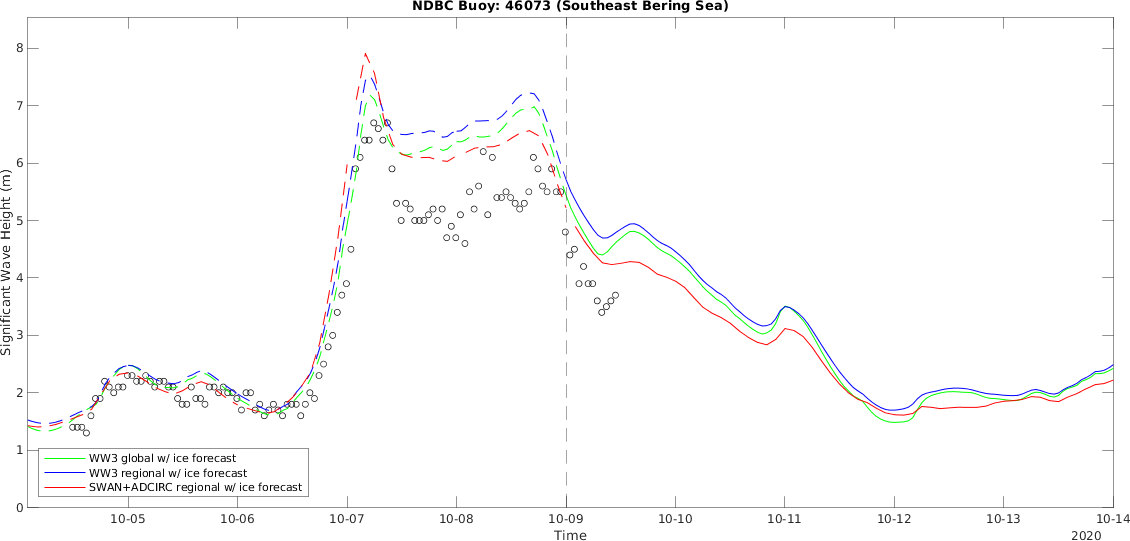 NDBC Buoy: 46073 (Southeast Bering Sea)
Significant Wave Height (m)
8
7
6
5
4
3
2
1
0
WW3 global w/ ice forecast
WW3 regional w/ ice forecast
SWAN+ADCIRC regional w/ ice forecast
10-05 10-06 10-07 10-08 10-09 10-10 10-11 10-12 10-13 10-14
Time
2020